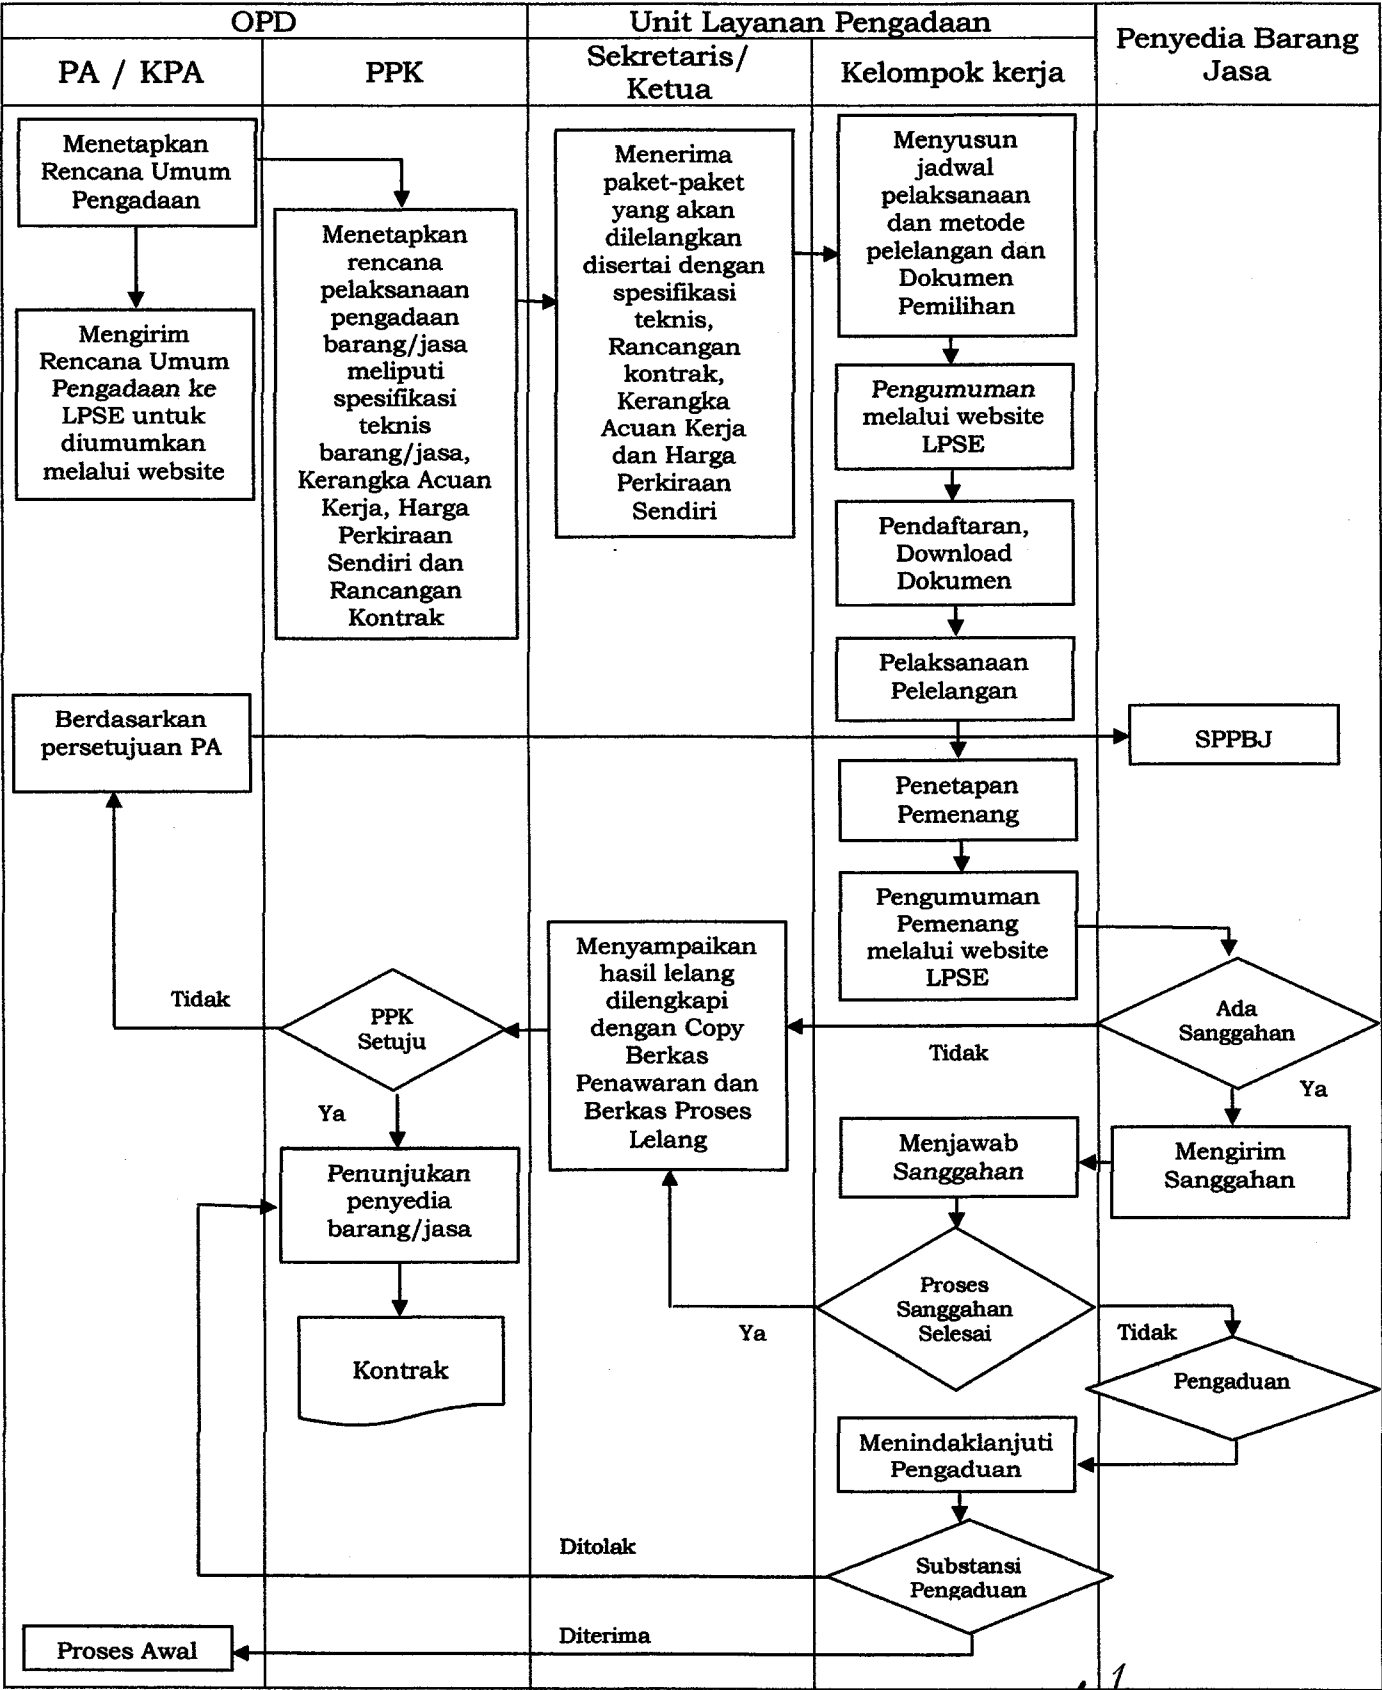 OPD
Unit Layanan Pengadaan
Penyedia Barang
Jasa
PA / KPA
PPK
Sekretaris/
Ketua
Kelompok kerja
Menetapkan
Rencana Umum
Pengadaan
Mengirim
Rencana Umum
Pengadaan ke
LPSE untuk
diumumkan
melalui website
Menetapkan
rencana
pelaksanaan
pengadaan
barang/jasa
meliputi
spesifikasi
teknis
barang/jasa,
Kerangka Acuan
Kerja, Harga
Perkiraan
Sendiri dan
Rancangan
Kontrak
Menerima
paket-paket
yang akan
dilelangkan
disertai dengan
spesifikasi
teknis,
Rancangan
kontrak,
Kerangka
Acuan Kerja
dan Harga
Perkiraan
Sendiri
Menyusun
jadwal
pelaksanaan
dan metode
pelelangan dan
Dokumen
Pemilihan
Pengumuman
melalui website
LPSE
Pendaftaran,
Download
Dokumen
Pelaksanaan
Pelelangan
Berdasarkan
persetujuan PA
SPPBJ
Penetapan
Pemenang
Pengumuman
Pemenang
melalui website
LPSE
Ada
Sanggahan
Tidak
Ya
Menyampaikan
hasil lelang
dilengkapi
dengan Copy
Berkas
Penawaran dan
Berkas Proses
Lelang
PPK
Setuju
Tidak
Ya
Mengirim
Sanggahan
Menjawab
Sanggahan
Penunjukan
penyedia
barang/jasa
Kontrak
Proses
Sanggahan
Selesai
Ya
Tidak
Pengaduan
Menindaklanjuti
Pengaduan
Substansi
Pengaduan
Ditolak
Diterima
Proses Awal